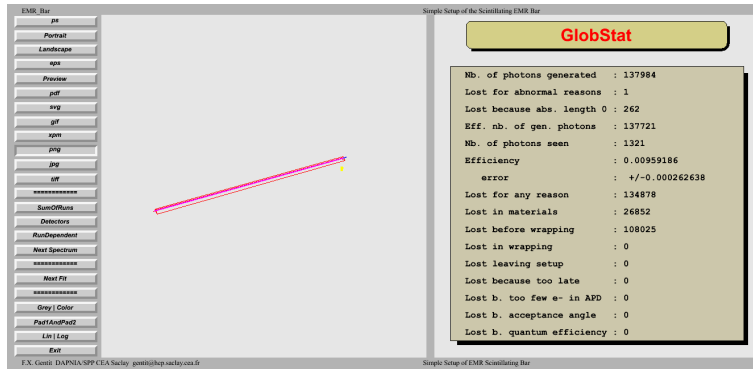 EMR_Bar
Simple Setup of the Scintillating EMR Bar
ps
Portrait
Landscape
eps
Preview
pdf
svg
gif
xpm
png
jpg
tiff
============
SumOfRuns
Detectors
RunDependent
Next Spectrum
============
Next Fit
============
Grey | Color
Pad1AndPad2
Lin | Log
Exit
GlobStat
Nb. of photons generated : 137984
Lost for abnormal reasons : 1
Lost because abs. length 0 : 262
Eff. nb. of gen. photons : 137721
Nb. of photons seen : 1321
Efficiency : 0.00959186
error : +/-0.000262638
Lost for any reason : 134878
Lost in materials : 26852
Lost before wrapping : 108025
Lost in wrapping : 0
Lost leaving setup : 0
Lost because too late : 0
Lost b. too few e- in APD : 0
Lost b. acceptance angle : 0
Lost b. quantum efficiency : 0
F.X. Gentit DAPNIA/SPP CEA Saclay gentit@hep.saclay.cea.fr
Simple Setup of EMR Scintillating Bar